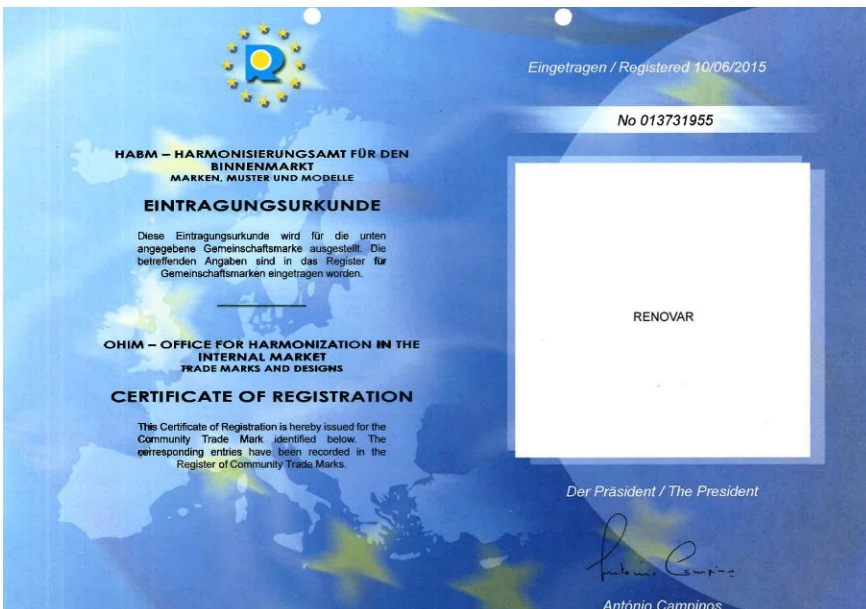 HABM – HARMONISIERUNGSAMT FÜR DEN
BINNENMARKT
MARKEN, MUSTER UND MODELLE
EINTRAGUNGSURKUNDE
Diese Eintragungsurkunde wird für die unten
angegebene Gemeinschaftsmarke ausgestellt. Die
betreffenden Angaben sind in das Register für
Gemeinschaftsmarken eingetragen worden.
OHIM – OFFICE FOR HARMONIZATION IN THE
INTERNAL MARKET
TRADE MARKS AND DESIGNS
CERTIFICATE OF REGISTRATION
This Certificate of Registration is hereby issued for the
Community Trade Mark identified below. The
corresponding entries have been recorded in the
Register of Community Trade Marks.
Eingetragen / Registered 10/06/2015
No 013731955
RENOVAR
Der Präsident / The President
António Campinos
António Campinos